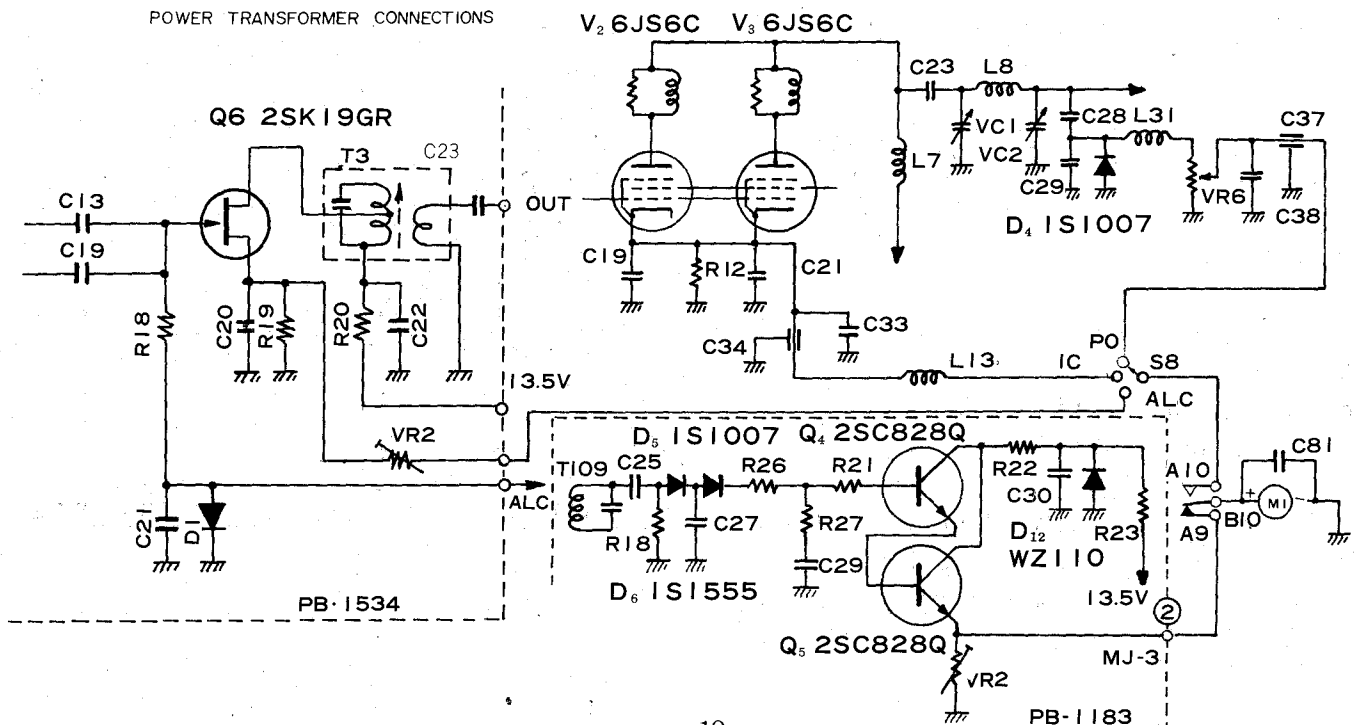 POWER TRANSFORMER CONNECTIONS
V2 6JS6C V3 6JS6C
C23 L8
Q6 2SK19GR
T3 C23
VC1 C28 L31 C37
L7 VC2
C13
OUT
C29 VR6
C19
D4 1S1007 C38
C19 R12 C21
R18 C20 R19 R20 C22
C34 C33
PO
13.5V
L13 IC S8
ALC
VR2
D5 1S1007 Q4 2SC828Q
C81
T109 C25 R26 R21 R22 A10
ALC
C30 + M1
C21 D1 R18 C27 R27 B10
A9
D12 R23
WZ110
C29
D6 1S1555
13.5V
PB-1534
2
Q5 2SC828Q
MJ-3
VR2
19
PB-1183